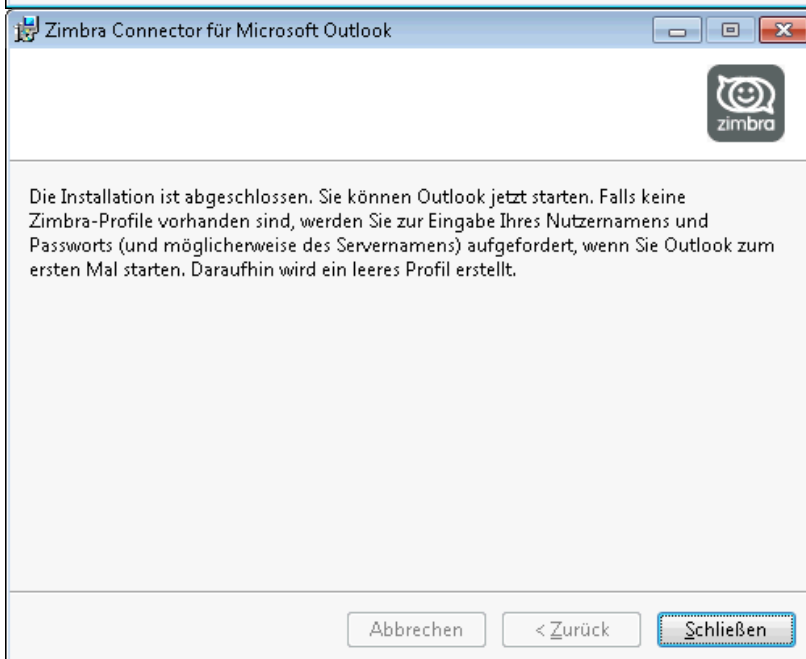 Zimbra Connector für Microsoft Outlook
zimbra
Die Installation ist abgeschlossen. Sie können Outlook jetzt starten. Falls keine
Zimbra-Profile vorhanden sind, werden Sie zur Eingabe Ihres Nutzernamens und
Passworts (und möglicherweise des Servernamens) aufgefordert, wenn Sie Outlook zum
ersten Mal starten. Daraufhin wird ein leeres Profil erstellt.
Abbrechen < Zurück Schließen